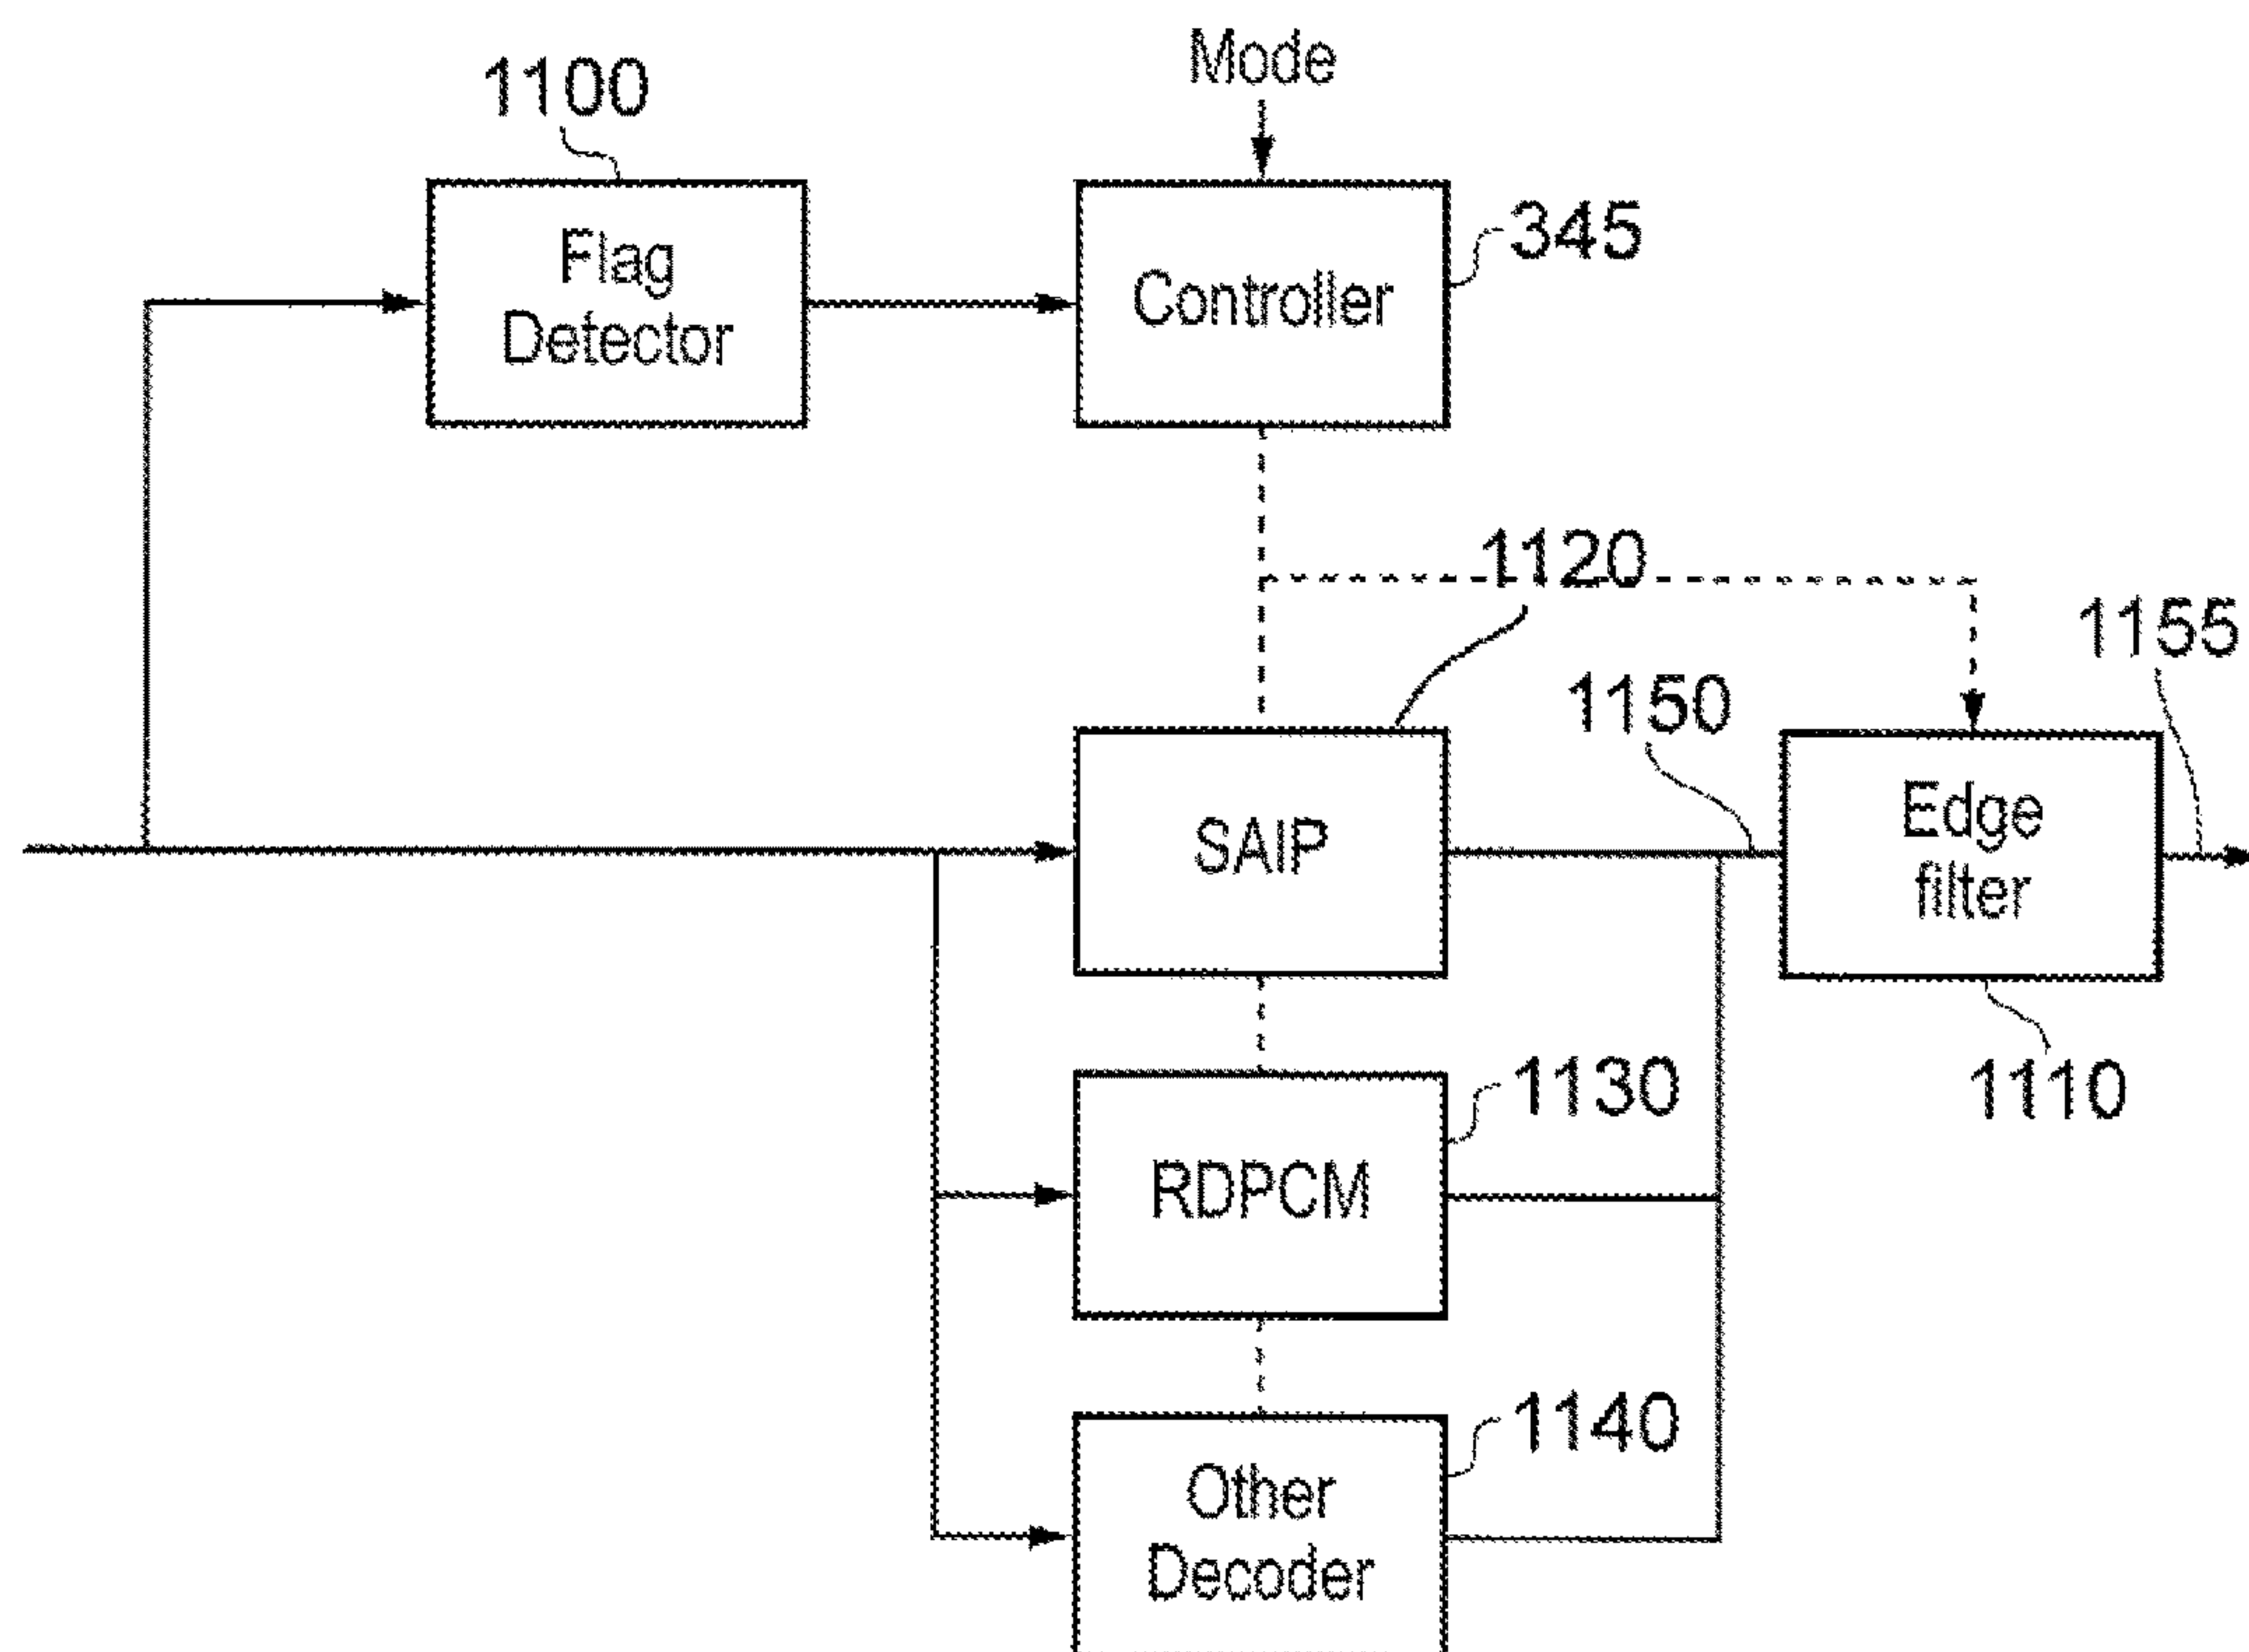 Mode
1100
Flag
Detector
Controller
345
1120
1155
1150
SAIP
Edge
filter
1130
1110
RDPCM
1140
Other
Decoder